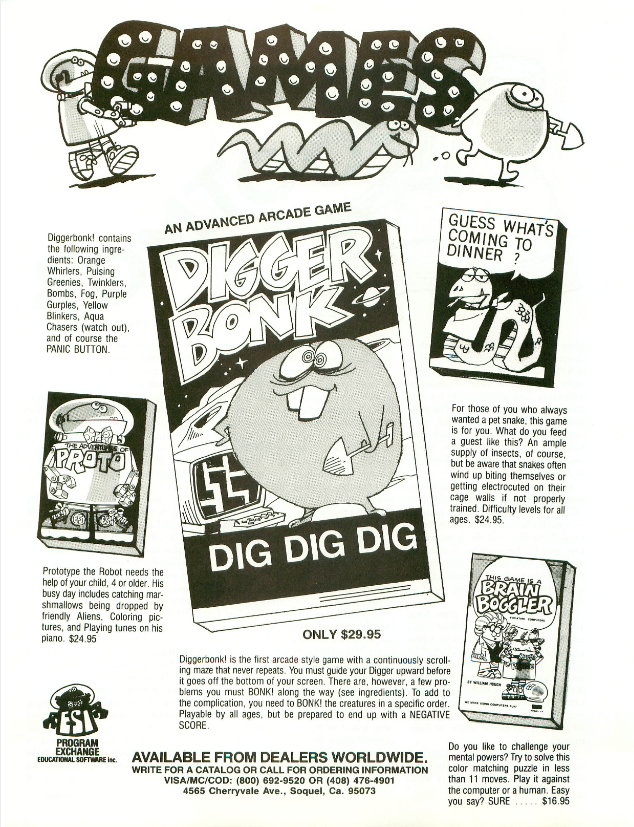 GAMES
AN ADVANCED ARCADE GAME
Diggerbonk! contains
the following ingre-
dients: Orange
Whirlers, Puising
Greenies, Twinklers,
Bombs, Fog, Purple
Gurples, Yellow
Blinkers, Aqua
Chasers (watch out),
and of course the
PANIC BUTTON.
DIGGER
BONK
DIG DIG DIG
GUESS WHAT'S
COMING TO
DINNER ?
For those of you who always
wanted a pet snake, this game
is for you. What do you feed
a guest like this? An ample
supply of insects, of course,
but be aware that snakes often
wind up biting themselves or
getting electrocuted on their
cage walls if not properly
trained. Difficulty levels for all
ages. $24.95.
THE ADVENTURES OF
PROTO
Prototype the Robot needs the
help of your child, 4 or older. His
busy day includes catching mar-
shmallows being dropped by
friendly Aliens, Coloring pic-
tures, and Playing tunes on his
piano. $24.95
ONLY $29.95
Diggerbonk! is the first arcade style game with a continuously scroll-
ing maze that never repeats. You must guide your Digger upward before
it goes off the bottom of your screen. There are, however, a few pro-
blems you must BONK! along the way (see ingredients). To add to
the complication, you need to BONK! the creatures in a specific order.
Playable by all ages, but be prepared to end up with a NEGATIVE
SCORE.
THIS GAME IS A
BRAIN
BOGGLER
BY WILLIAM
Do you like to challenge your
mental powers? Try to solve this
color matching puzzle in less
than 11 moves. Play it against
the computer or a human. Easy
you say? SURE ..... $16.95
PESI
PROGRAM
EXCHANGE
EDUCATIONAL SOFTWARE inc.
AVAILABLE FROM DEALERS WORLDWIDE.
WRITE FOR A CATALOG OR CALL FOR ORDERING INFORMATION
VISA/MC/COD: (800) 692-9520 OR (408) 476-4901
4565 Cherryvale Ave., Soquel, Ca. 95073